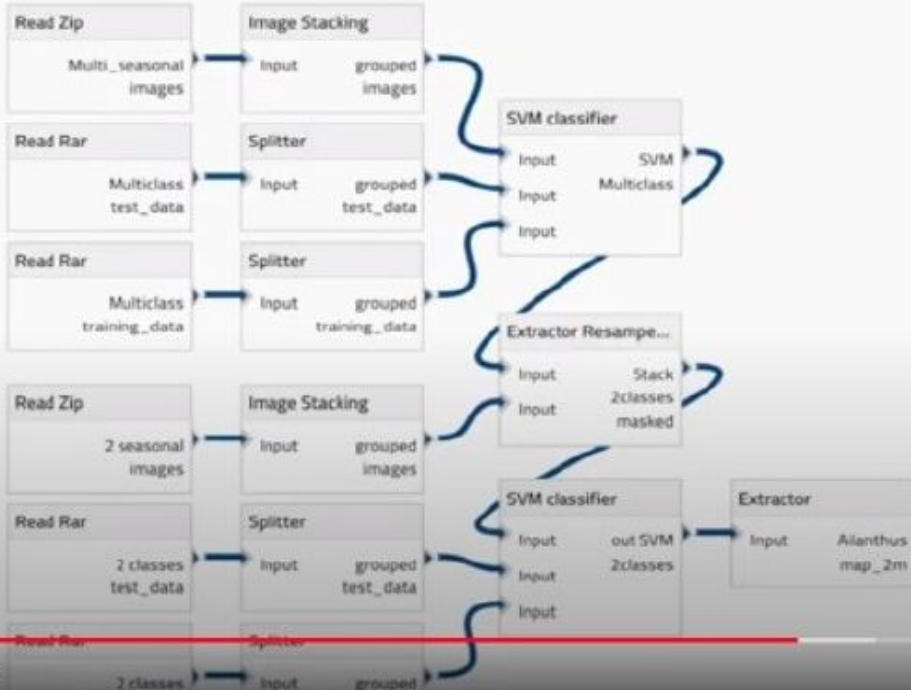 Read Zip
Multi_seasonal
images
Image Stacking
Input
grouped
images
Read Rar
Multiclass
test_data
Splitter
Input
grouped
test_data
Read Rar
Multiclass
training_data
Splitter
Input
grouped
training_data
SVM classifier
Input
SVM
Multiclass
Input
Input
Extractor Resampe...
Input
Stack
2classes
Input
masked
Read Zip
2 seasonal
images
Image Stacking
Input
grouped
images
Read Rar
2 classes
test_data
Splitter
Input
grouped
test_data
SVM classifier
Input
out SVM
2classes
Input
Input
Extractor
Input
Ailanthus
map_2m
Read Rar
2 classes
Splitter
Input
grouped